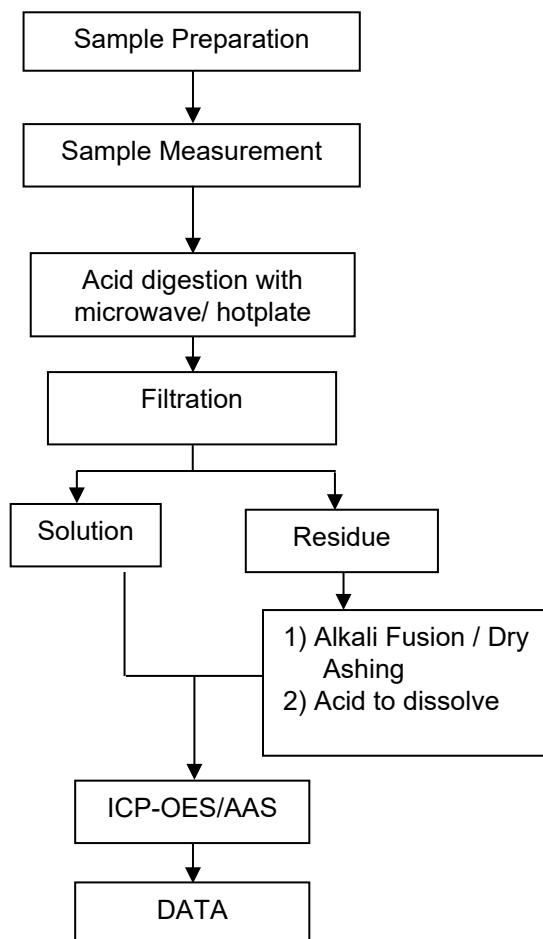 Sample Preparation
Sample Measurement
Acid digestion with
microwave/ hotplate
Filtration
Solution
Residue
1) Alkali Fusion / Dry
Ashing
2) Acid to dissolve
ICP-OES/AAS
DATA